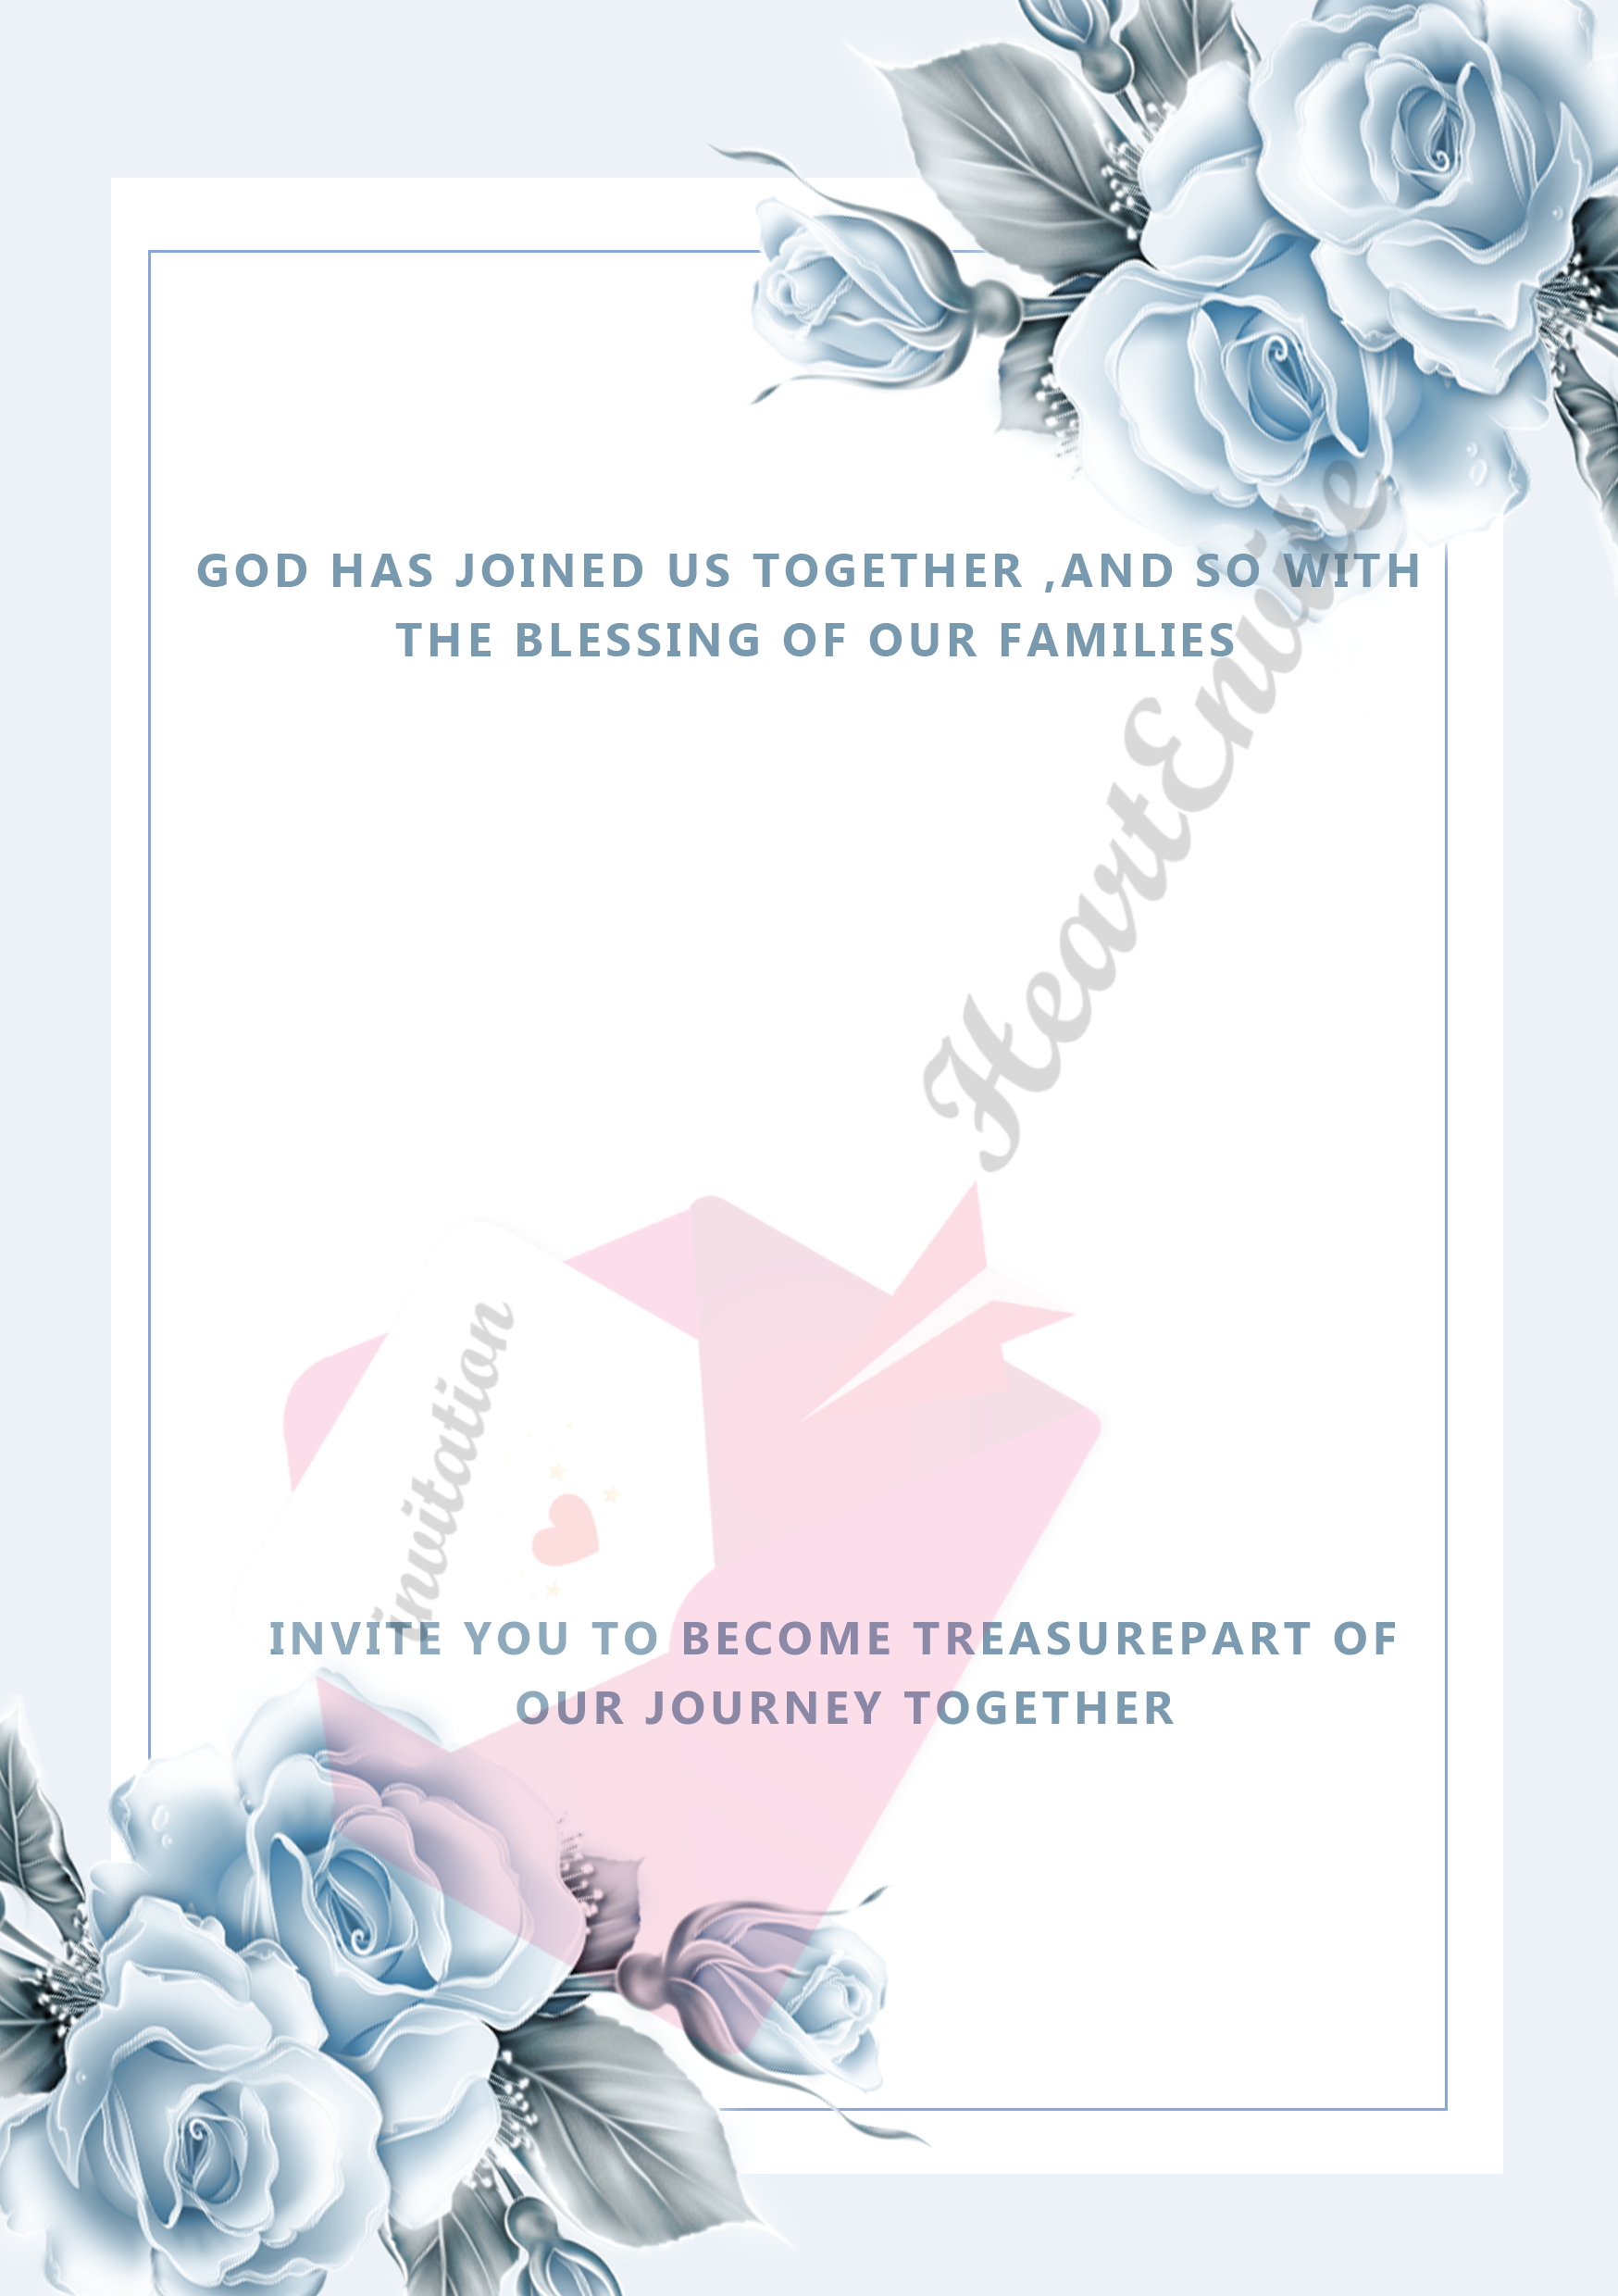 GOD HAS JOINED US TOGETHER ,AND SO WITH
THE BLESSING OF OUR FAMILIES
HeartEnvite
invitation
INVITE YOU TO BECOME TREASUREPART OF
OUR JOURNEY TOGETHER